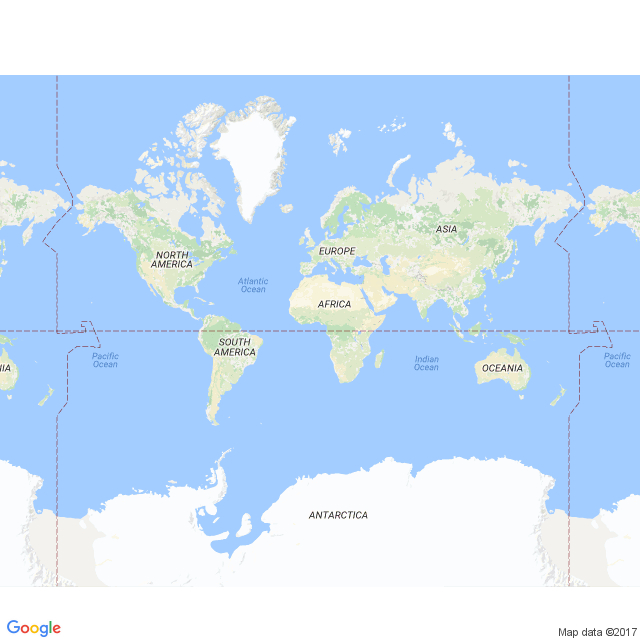 ASIA
EUROPE
NORTH
AMERICA
Atlantic
Ocean
AFRICA
SOUTH
AMERICA
Pacific
Ocean
Indian
Ocean
Pacific
Ocean
NIA
OCEANIA
ANTARCTICA
Google
Map data ©2017